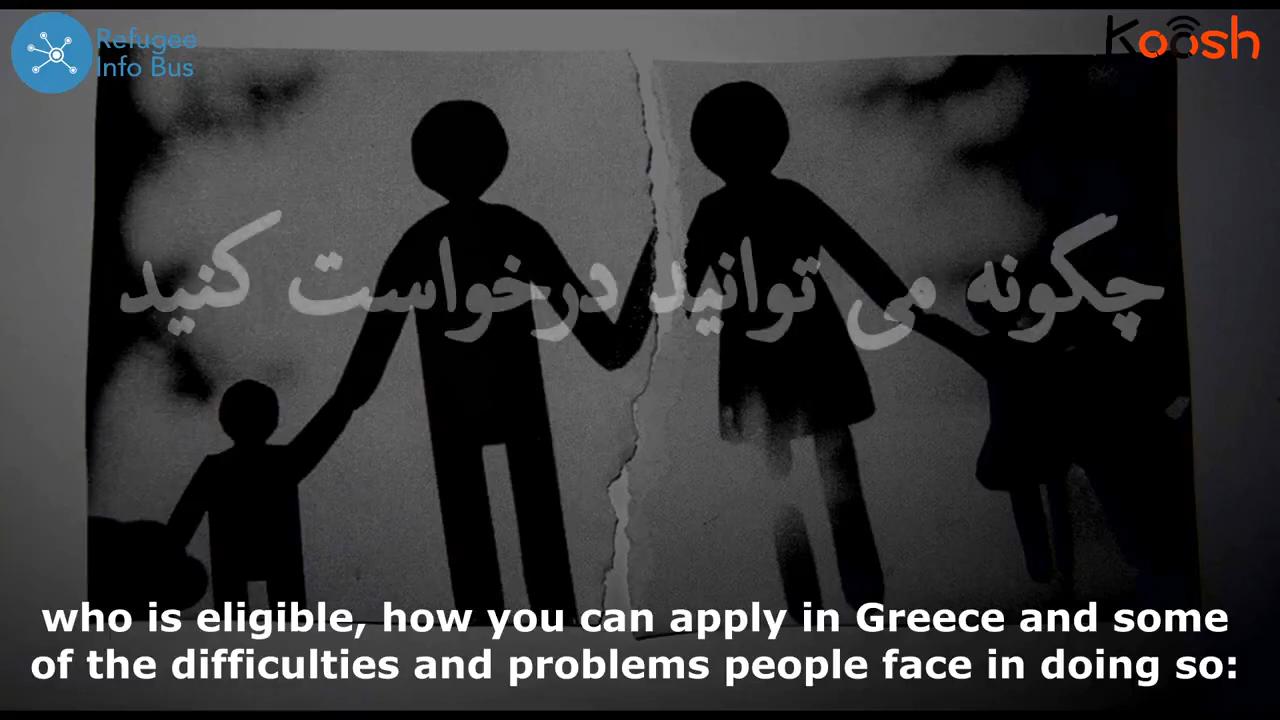 Refugee
Info Bus
Koosh
چگونه می توانید درخواست کنید
who is eligible, how you can apply in Greece and some
of the difficulties and problems people face in doing so: